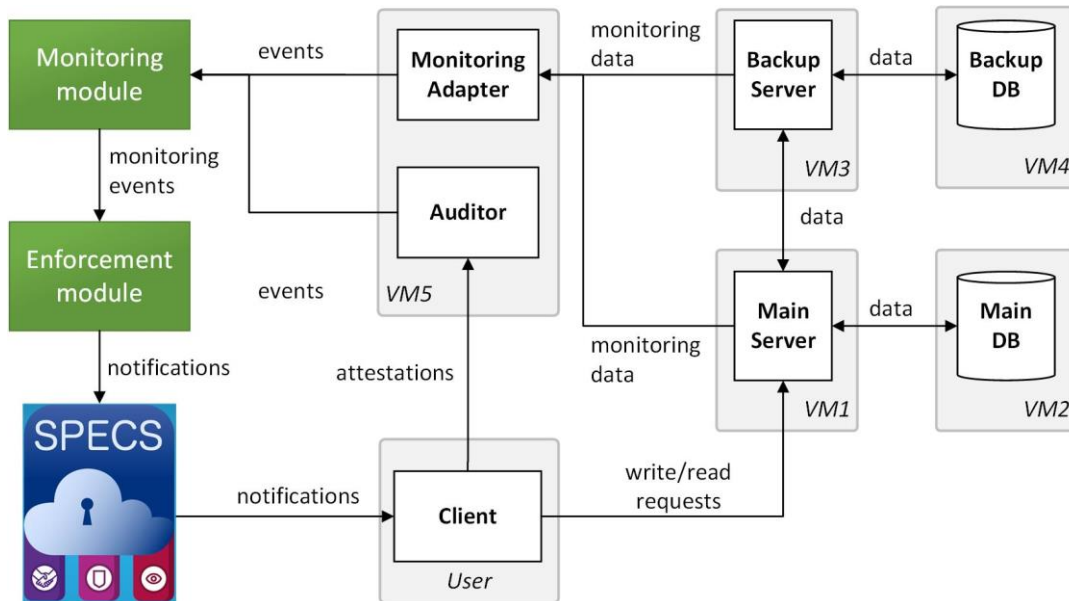 Monitoring
module
events
Monitoring
Adapter
monitoring
data
Backup
Server
data
Backup
DB
VM3
VM4
monitoring
events
Auditor
data
Enforcement
module
events
VM5
Main
Server
data
Main
DB
notifications
attestations
monitoring
data
VM1
VM2
SPECS
notifications
Client
write/read
requests
User